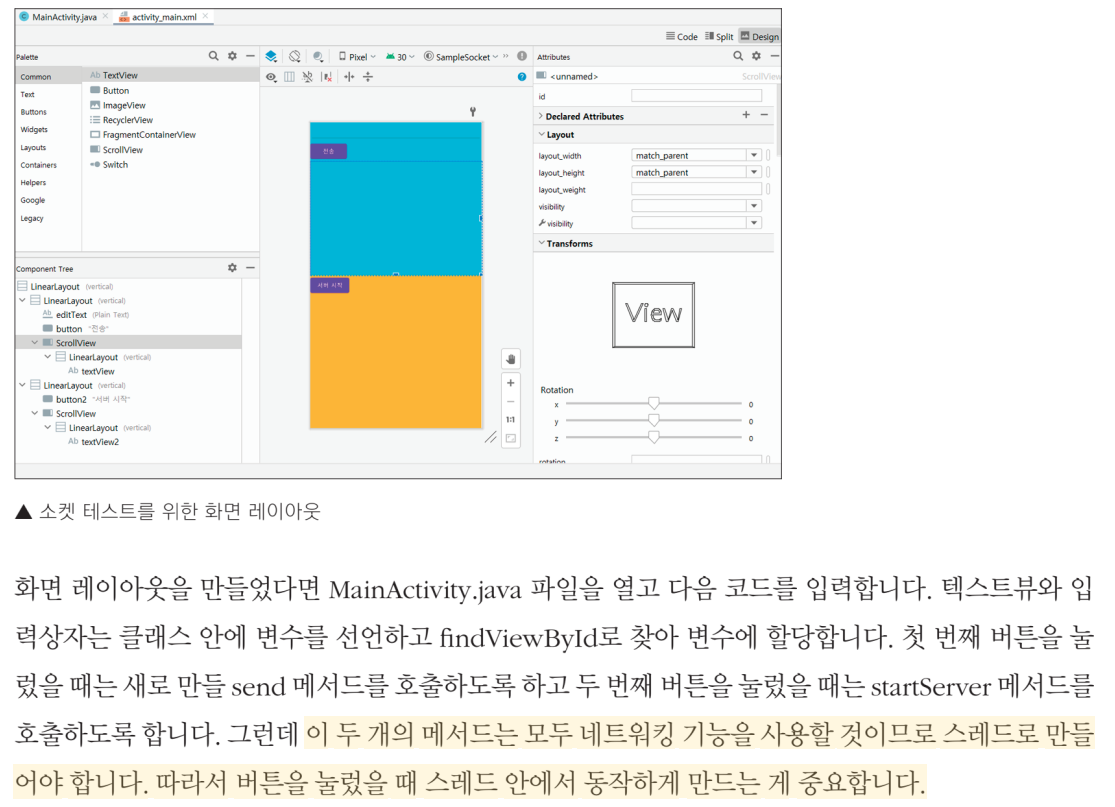 MainActivity.java
activity_main.xml
Code Split Design
Palette
Common
Text
Buttons
Widgets
Layouts
Containers
Helpers
Google
Legacy
Ab TextView
Button
ImageView
RecyclerView
FragmentContainerView
ScrollView
Switch
Pixel 30 SampleSocket
전송
서버 시작
1:1
Component Tree
LinearLayout (vertical)
LinearLayout (vertical)
Ab editText (Plain Text)
button "전송"
ScrollView
LinearLayout (vertical)
Ab textView
LinearLayout (vertical)
button2 "서버 시작"
ScrollView
LinearLayout (vertical)
Ab textView2
Attributes
<unnamed> ScrollView
id
Declared Attributes
Layout
layout_width match_parent
layout_height match_parent
layout_weight
visibility
visibility
Transforms
View
Rotation
x 0
y 0
z 0
rotation
▲ 소켓 테스트를 위한 화면 레이아웃
화면 레이아웃을 만들었다면 MainActivity.java 파일을 열고 다음 코드를 입력합니다. 텍스트뷰와 입
력상자는 클래스 안에 변수를 선언하고 findViewById로 찾아 변수에 할당합니다. 첫 번째 버튼을 눌
렀을 때는 새로 만들 send 메서드를 호출하도록 하고 두 번째 버튼을 눌렀을 때는 startServer 메서드를
호출하도록 합니다. 그런데 이 두 개의 메서드는 모두 네트워킹 기능을 사용할 것이므로 스레드로 만들
어야 합니다. 따라서 버튼을 눌렀을 때 스레드 안에서 동작하게 만드는 게 중요합니다.